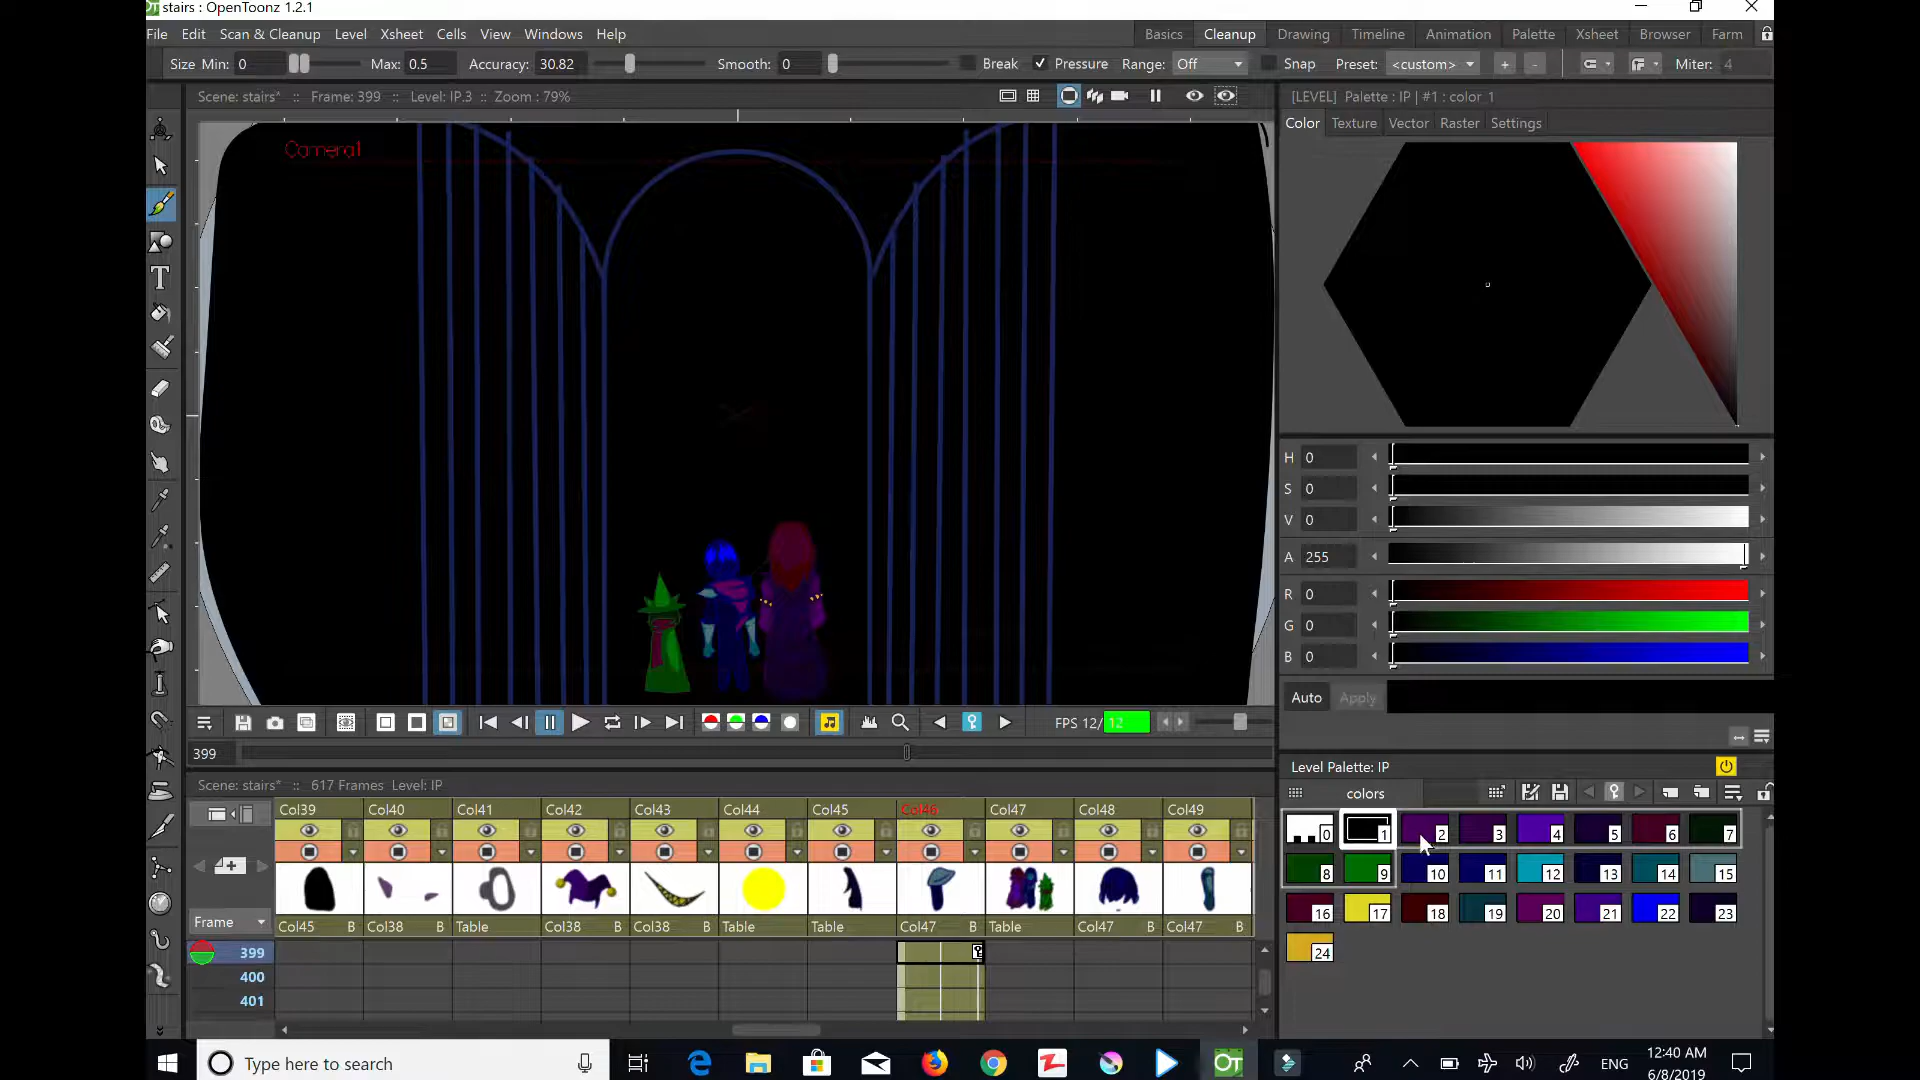 stairs : OpenToonz 1.2.1
File Edit Scan & Cleanup Level Xsheet Cells View Windows Help
Basics Cleanup Drawing Timeline Animation Palette Xsheet Browser Farm
Size Min: 0 Max: 0.5 Accuracy: 30.82 Smooth: 0 Break Pressure Range: Off Snap Preset: <custom> + - Miter: 4
Scene: stairs* :: Frame: 399 :: Level: IP.3 :: Zoom : 79%
[LEVEL] Palette : IP | #1 : color_1
Color Texture Vector Raster Settings
Camera1
H 0
S 0
V 0
A 255
R 0
G 0
B 0
Auto Apply
FPS 12/12
399
Level Palette: IP
Scene: stairs* :: 617 Frames Level: IP
colors
Col39 Col40 Col41 Col42 Col43 Col44 Col45 Col46 Col47 Col48 Col49
0 1 2 3 4 5 6 7
8 9 10 11 12 13 14 15
16 17 18 19 20 21 22 23
24
Frame
Col45 B Col38 B Table Col38 B Col38 B Table Table Col47 B Table Col47 B Col47 B
399
400
401
Type here to search
ENG
12:40 AM
6/8/2019